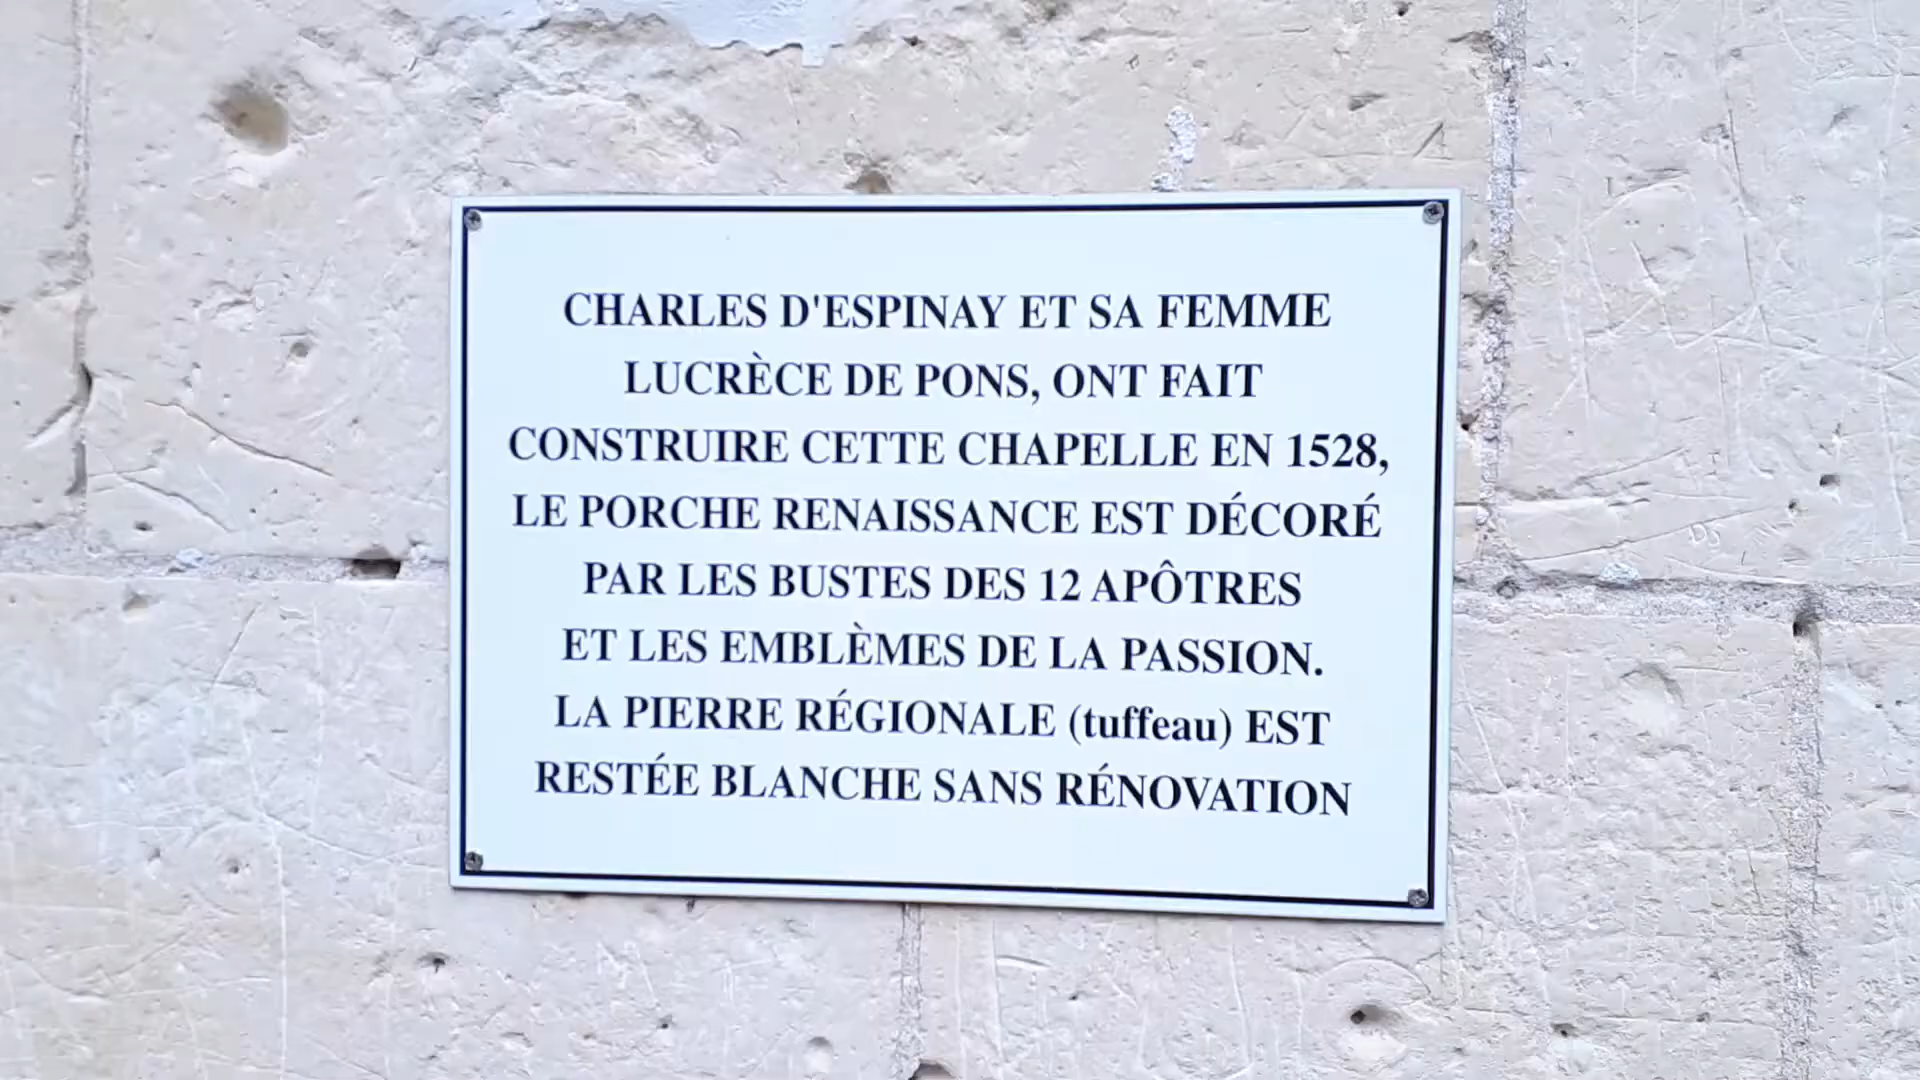 CHARLES D'ESPINAY ET SA FEMME
LUCRÈCE DE PONS, ONT FAIT
CONSTRUIRE CETTE CHAPELLE EN 1528,
LE PORCHE RENAISSANCE EST DÉCORÉ
PAR LES BUSTES DES 12 APÔTRES
ET LES EMBLÈMES DE LA PASSION.
LA PIERRE RÉGIONALE (tuffeau) EST
RESTÉE BLANCHE SANS RÉNOVATION